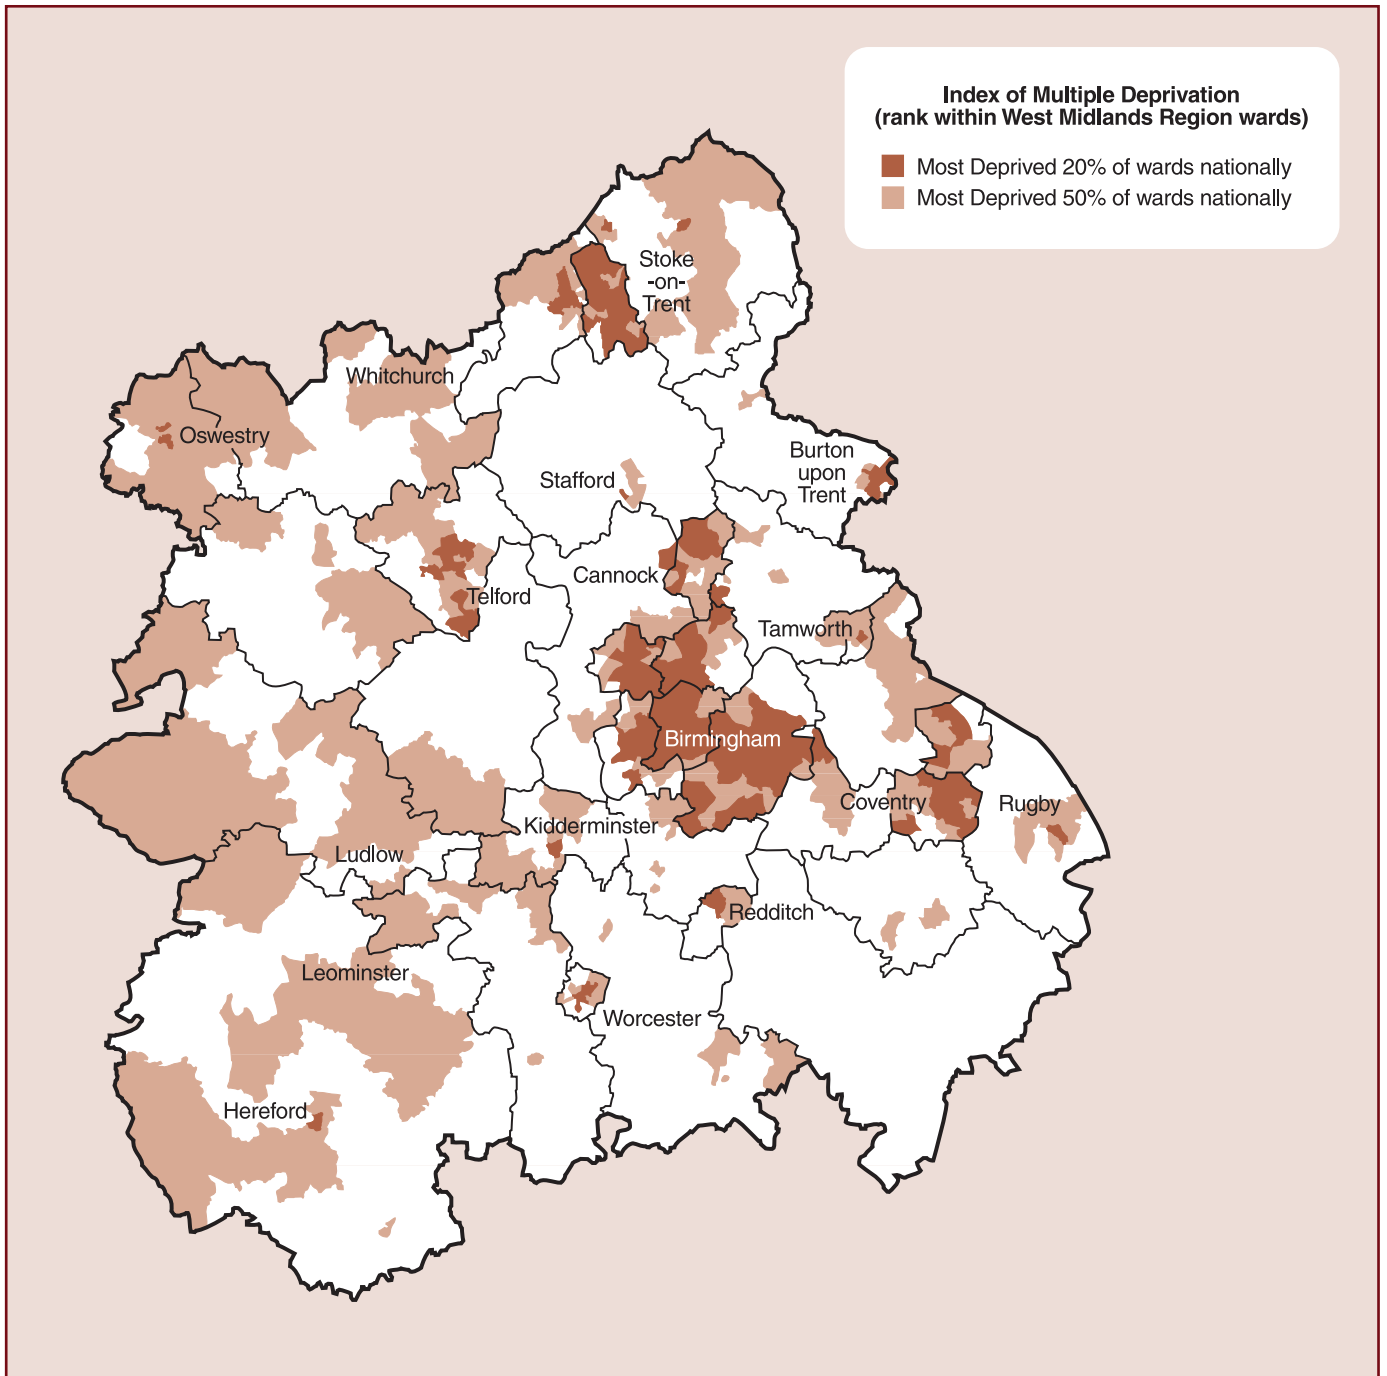 Index of Multiple Deprivation
(rank within West Midlands Region wards)
Most Deprived 20% of wards nationally
Most Deprived 50% of wards nationally
Stoke
-on-
Trent
Whitchurch
Oswestry
Burton
upon
Trent
Stafford
Cannock
Telford
Tamworth
Birmingham
Coventry
Rugby
Kidderminster
Ludlow
Redditch
Leominster
Worcester
Hereford